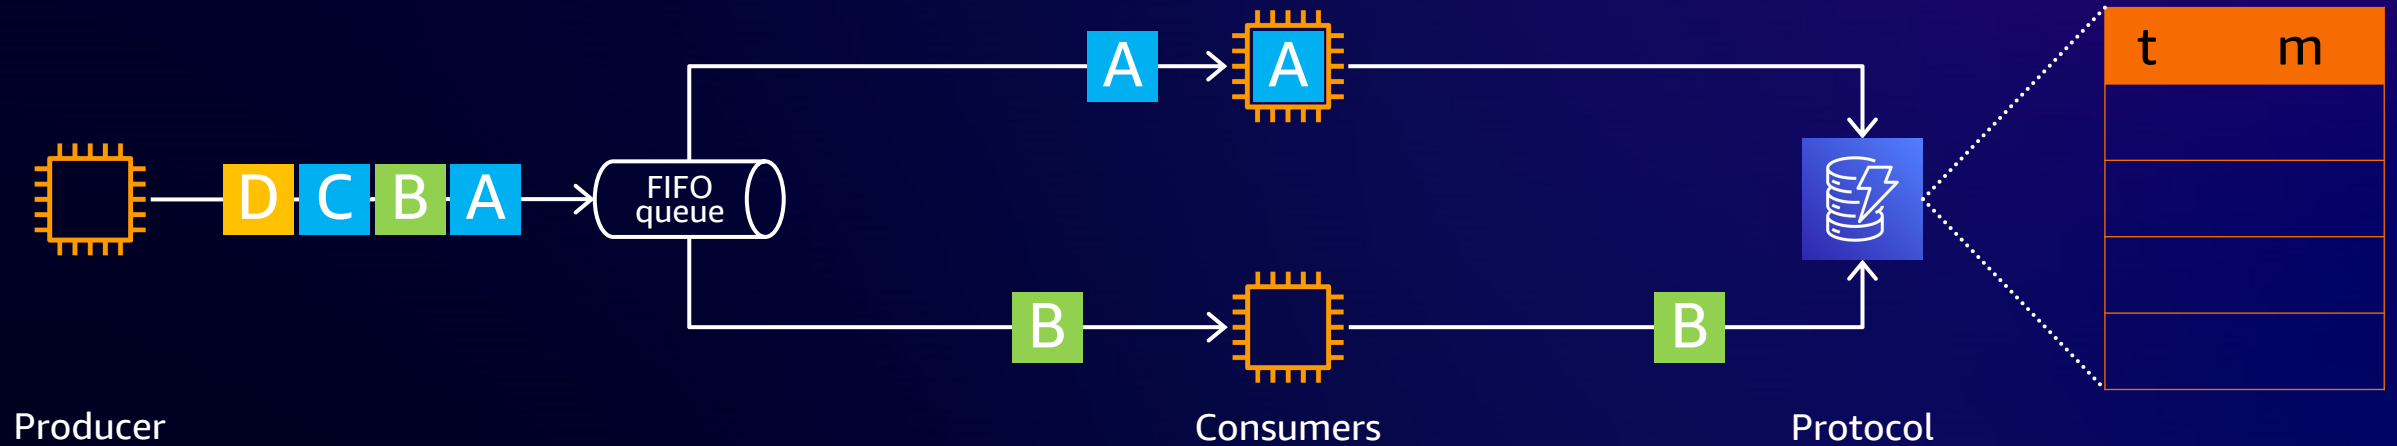 A
A
t m
D C B A
FIFO
queue
B
B
Producer
Consumers
Protocol